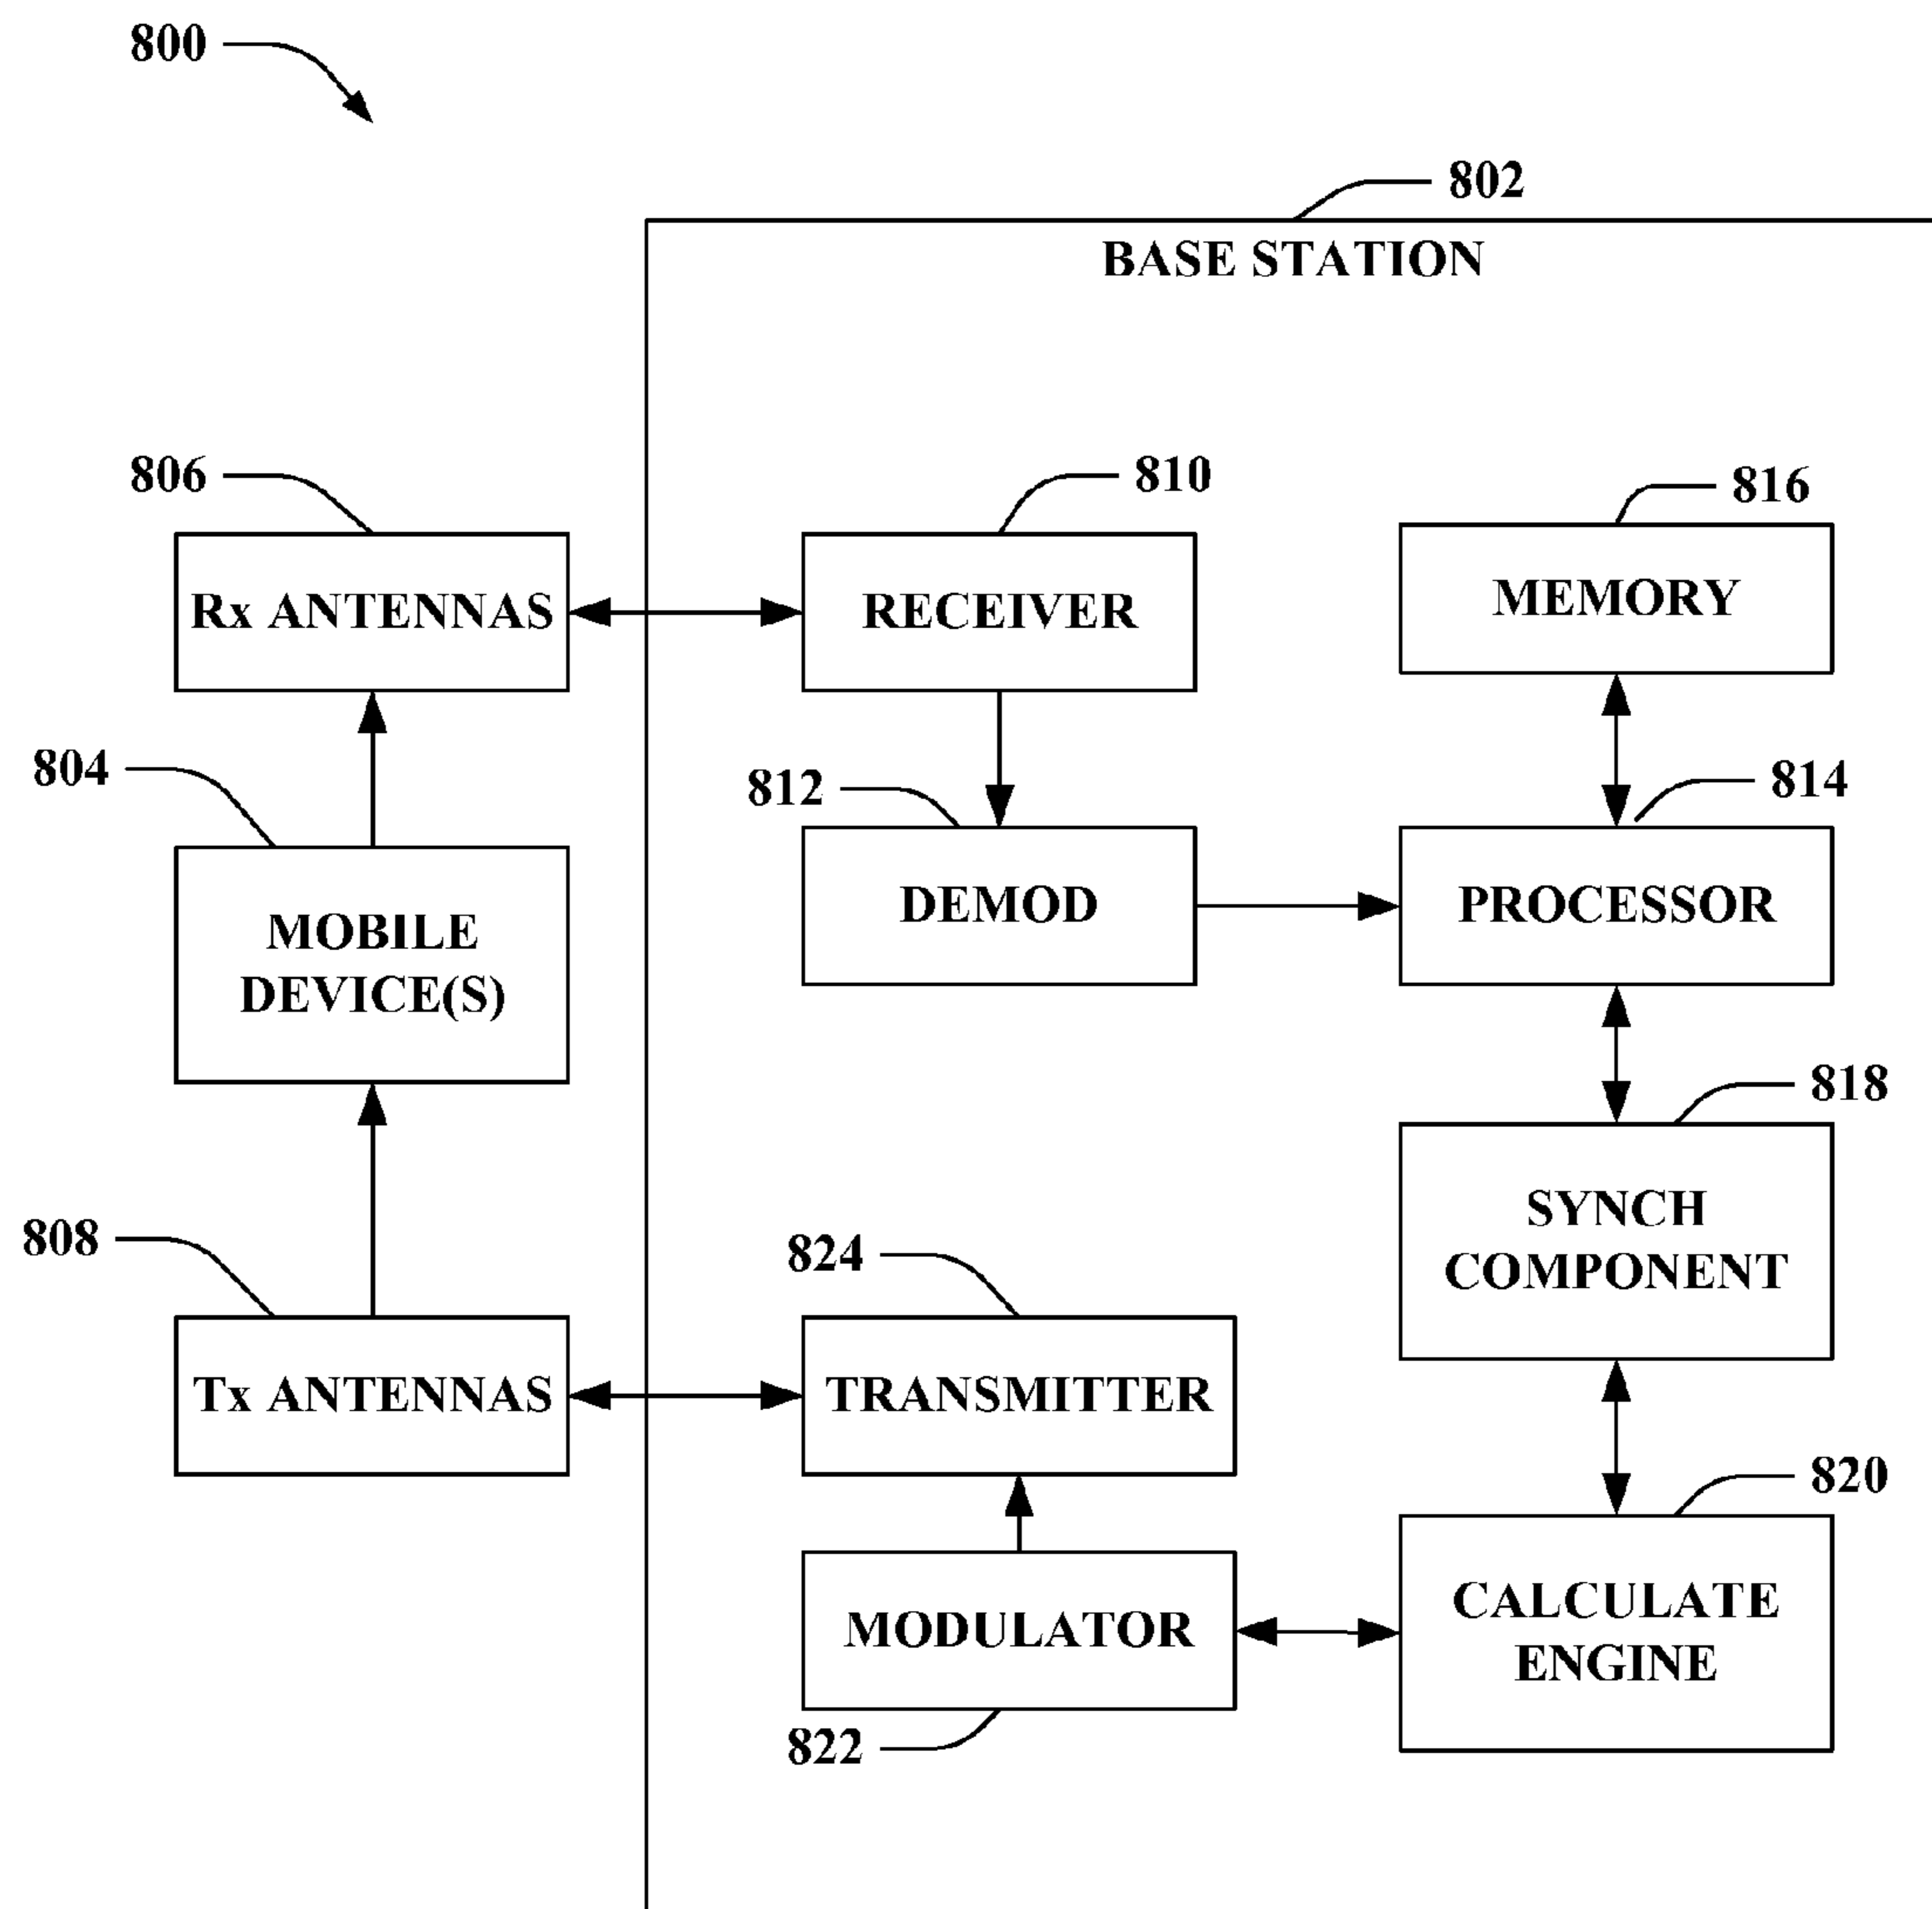 800
802
BASE STATION
806
810
816
Rx ANTENNAS
RECEIVER
MEMORY
804
812
814
MOBILE
DEVICE(S)
DEMOD
PROCESSOR
818
808
824
SYNCH
COMPONENT
Tx ANTENNAS
TRANSMITTER
820
MODULATOR
CALCULATE
ENGINE
822